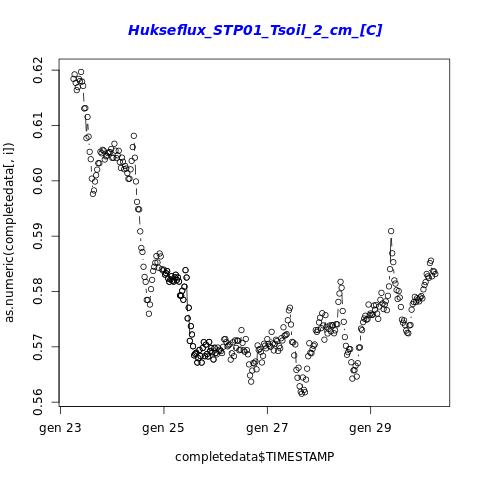 Hukseflux_STP01_Tsoil_2_cm_[C]
0.62
0.61
0.60
0.59
0.58
0.57
0.56
as.numeric(completedata[, i])
gen 23
gen 25
gen 27
gen 29
completedata$TIMESTAMP